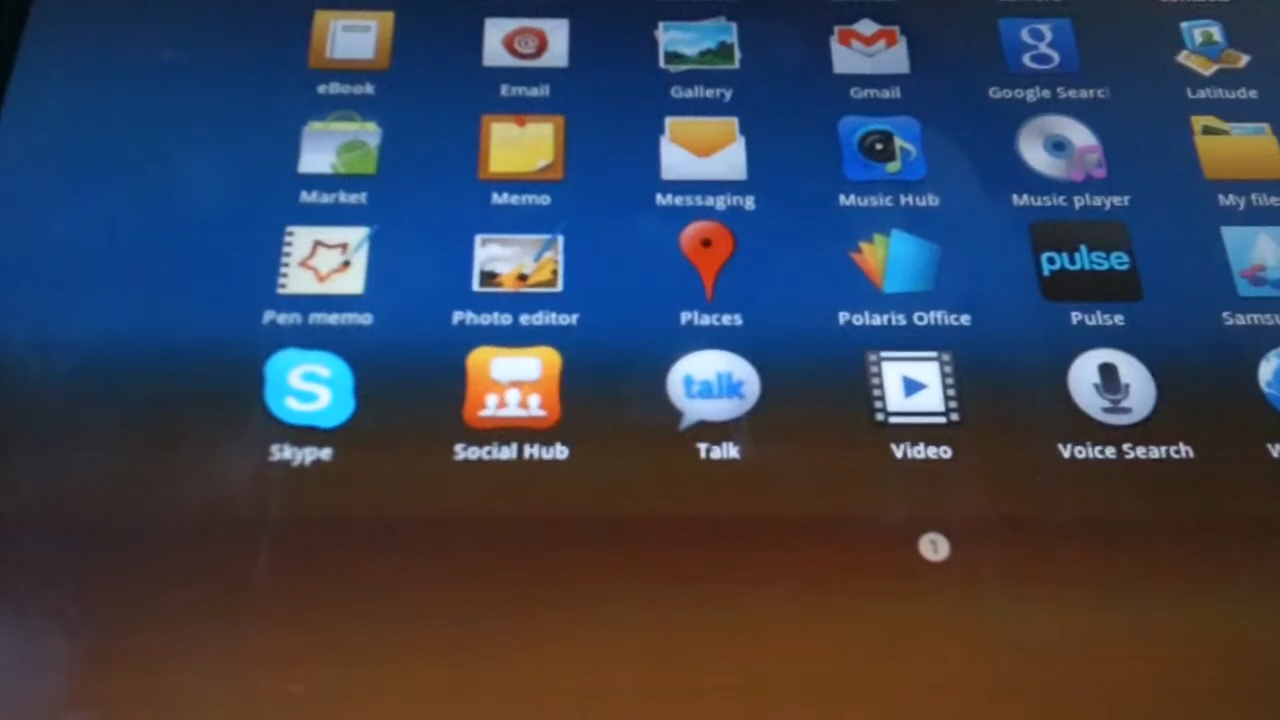 eBook
Email
Gallery
Gmail
Google Searc
Latitude
Market
Memo
Messaging
Music Hub
Music player
My file
Pen memo
Photo editor
Places
Polaris Office
pulse
Pulse
Sams
S
Skype
Social Hub
talk
Talk
Video
Voice Search
1